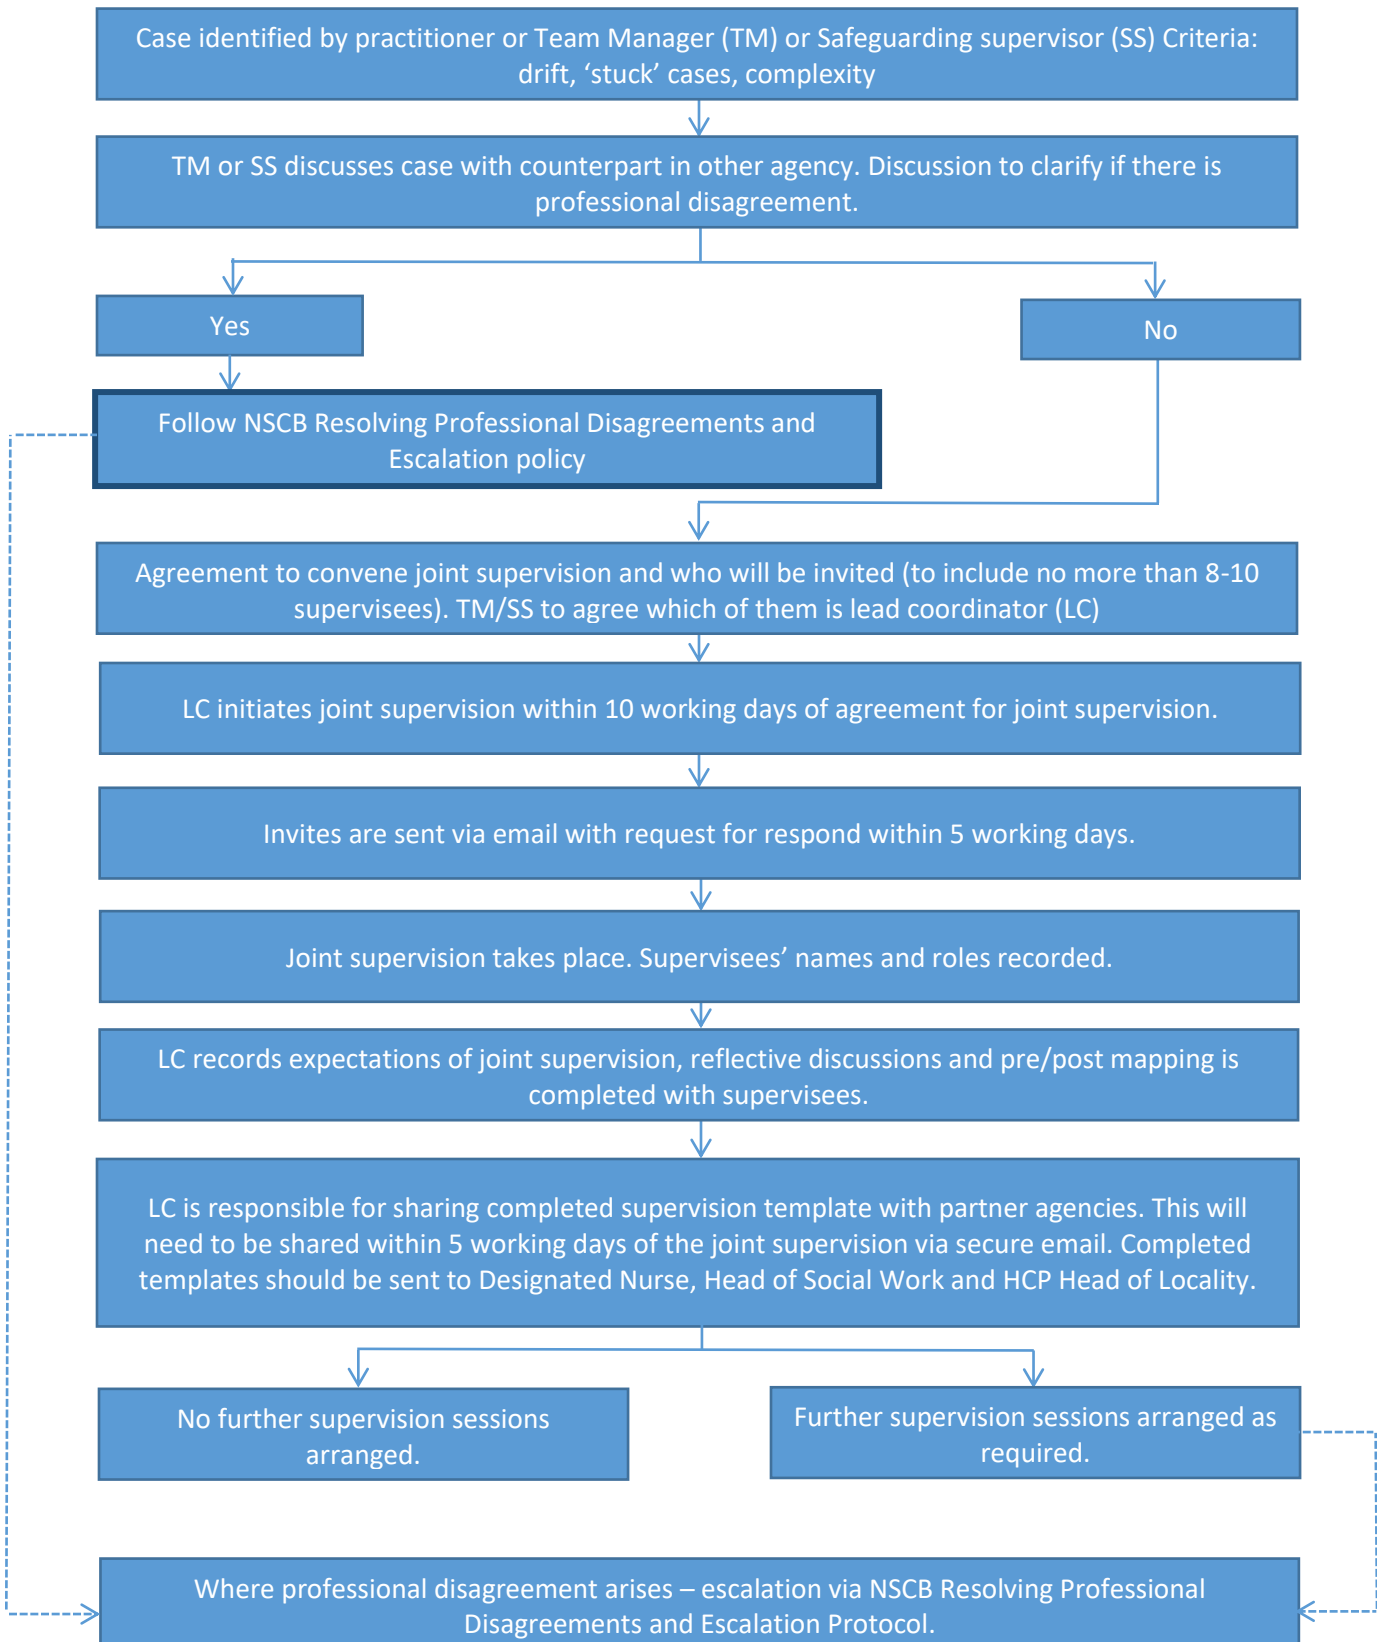 Case identified by practitioner or Team Manager (TM) or Safeguarding supervisor (SS) Criteria:
drift, ‘stuck’ cases, complexity
TM or SS discusses case with counterpart in other agency. Discussion to clarify if there is
professional disagreement.
Yes
No
Follow NSCB Resolving Professional Disagreements and
Escalation policy
Agreement to convene joint supervision and who will be invited (to include no more than 8-10
supervisees). TM/SS to agree which of them is lead coordinator (LC)
LC initiates joint supervision within 10 working days of agreement for joint supervision.
Invites are sent via email with request for respond within 5 working days.
Joint supervision takes place. Supervisees’ names and roles recorded.
LC records expectations of joint supervision, reflective discussions and pre/post mapping is
completed with supervisees.
LC is responsible for sharing completed supervision template with partner agencies. This will
need to be shared within 5 working days of the joint supervision via secure email. Completed
templates should be sent to Designated Nurse, Head of Social Work and HCP Head of Locality.
No further supervision sessions
arranged.
Further supervision sessions arranged as
required.
Where professional disagreement arises – escalation via NSCB Resolving Professional
Disagreements and Escalation Protocol.